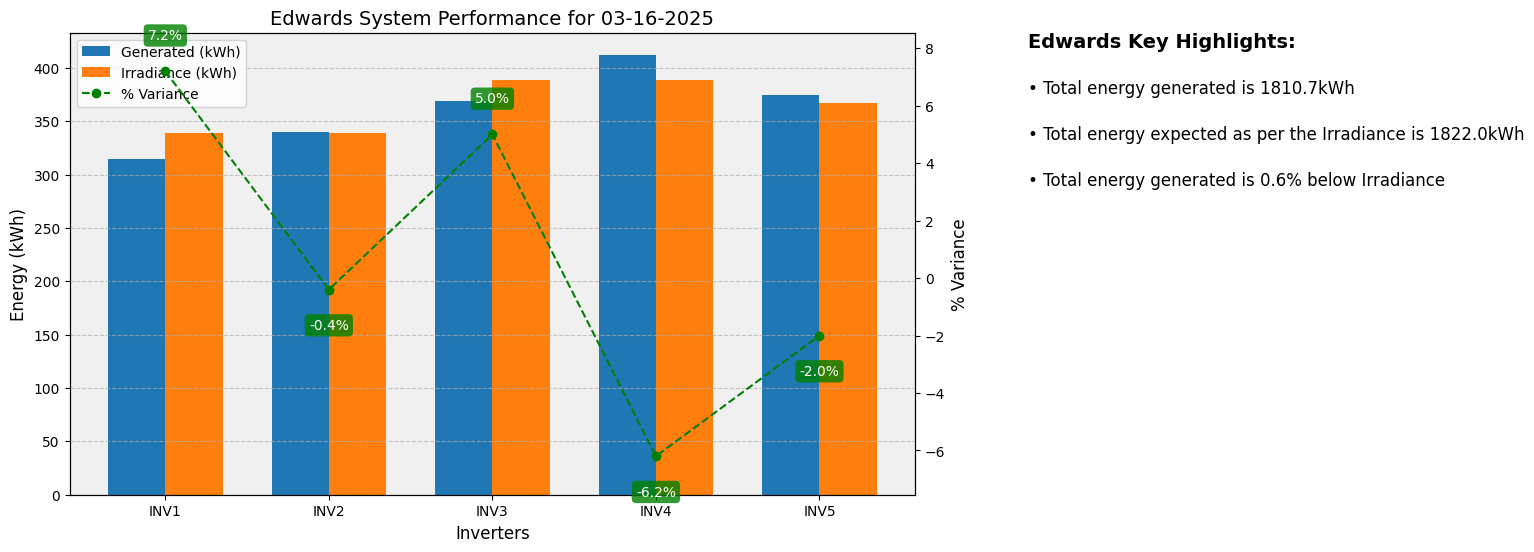 Edwards System Performance for 03-16-2025
Generated (kWh)
Irradiance (kWh)
% Variance
7.2%
-0.4%
5.0%
-6.2%
-2.0%
Energy (kWh)
400
350
300
250
200
150
100
50
0
8
6
4
2
0
−2
−4
−6
% Variance
INV1
INV2
INV3
INV4
INV5
Inverters
Edwards Key Highlights:
• Total energy generated is 1810.7kWh
• Total energy expected as per the Irradiance is 1822.0kWh
• Total energy generated is 0.6% below Irradiance